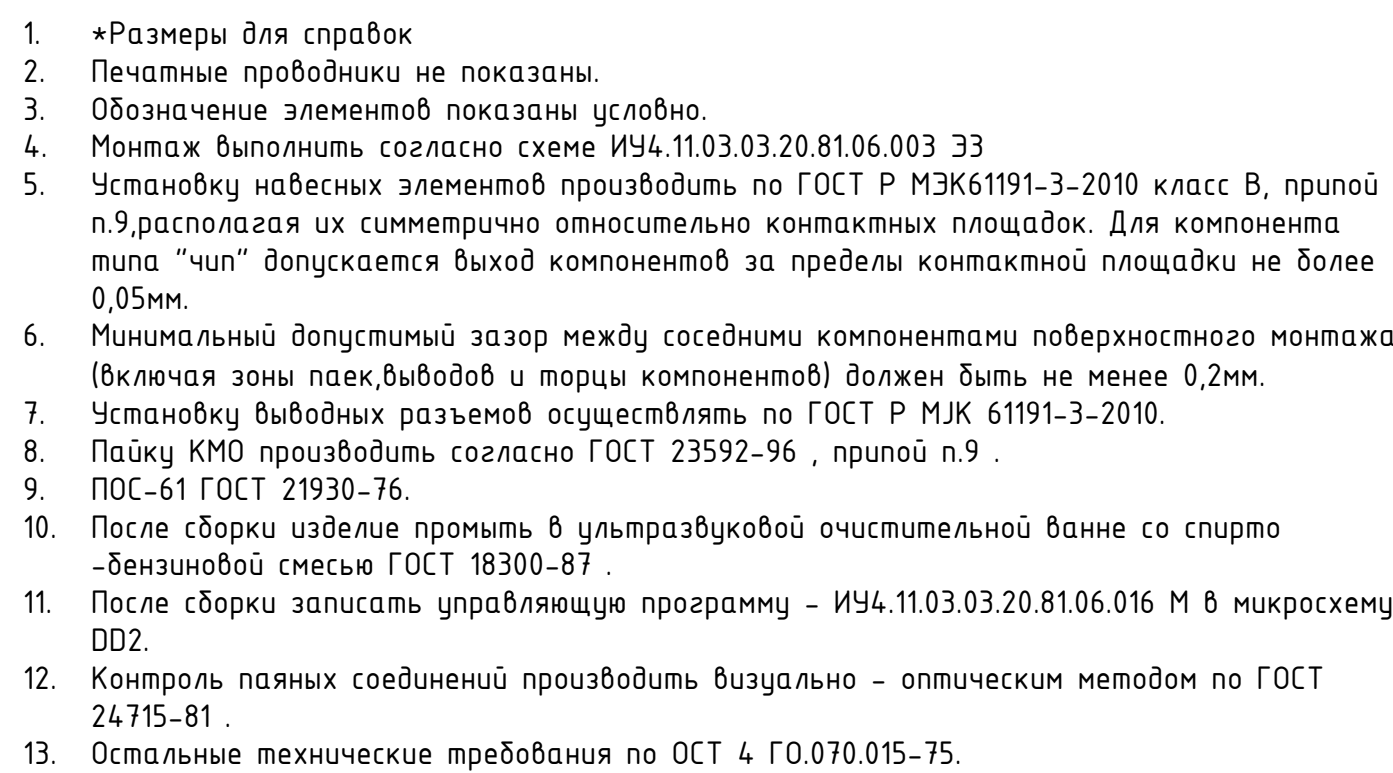 1. *Размеры для справок
2. Печатные проводники не показаны.
3. Обозначение элементов показаны условно.
4. Монтаж выполнить согласно схеме ИУ4.11.03.03.20.81.06.003 Э3
5. Установку навесных элементов производить по ГОСТ Р МЭК61191-3-2010 класс В, припой
п.9,располагая их симметрично относительно контактных площадок. Для компонента
типа "чип" допускается выход компонентов за пределы контактной площадки не более
0,05мм.
6. Минимальный допустимый зазор между соседними компонентами поверхностного монтажа
(включая зоны паек,выводов и торцы компонентов) должен быть не менее 0,2мм.
7. Установку выводных разъемов осуществлять по ГОСТ Р МJК 61191-3-2010.
8. Пайку КМО производить согласно ГОСТ 23592-96 , припой п.9 .
9. ПОС-61 ГОСТ 21930-76.
10. После сборки изделие промыть в ультразвуковой очистительной ванне со спирто
-бензиновой смесью ГОСТ 18300-87 .
11. После сборки записать управляющую программу - ИУ4.11.03.03.20.81.06.016 М в микросхему
DD2.
12. Контроль паяных соединений производить визуально - оптическим методом по ГОСТ
24715-81 .
13. Остальные технические требования по ОСТ 4 ГО.070.015-75.